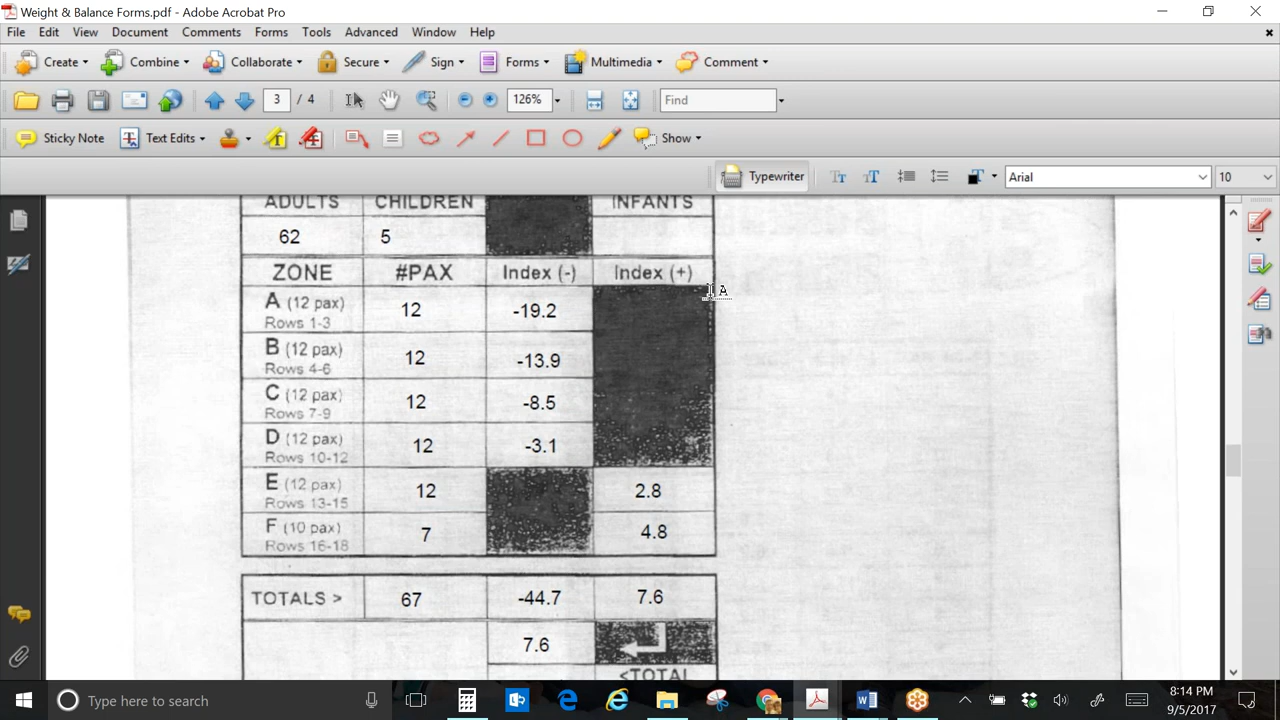 Weight & Balance Forms.pdf - Adobe Acrobat Pro
File Edit View Document Comments Forms Tools Advanced Window Help
Create Combine Collaborate Secure Sign Forms Multimedia Comment
3 / 4 126% Find
Sticky Note Text Edits Show
Typewriter Arial 10
ADULTS CHILDREN INFANTS
62 5
ZONE #PAX Index (-) Index (+)
A (12 pax) 12 -19.2
Rows 1-3
B (12 pax) 12 -13.9
Rows 4-6
C (12 pax) 12 -8.5
Rows 7-9
D (12 pax) 12 -3.1
Rows 10-12
E (12 pax) 12 2.8
Rows 13-15
F (10 pax) 7 4.8
Rows 16-18
TOTALS > 67 -44.7 7.6
7.6
<TOTAL
Type here to search
8:14 PM
9/5/2017